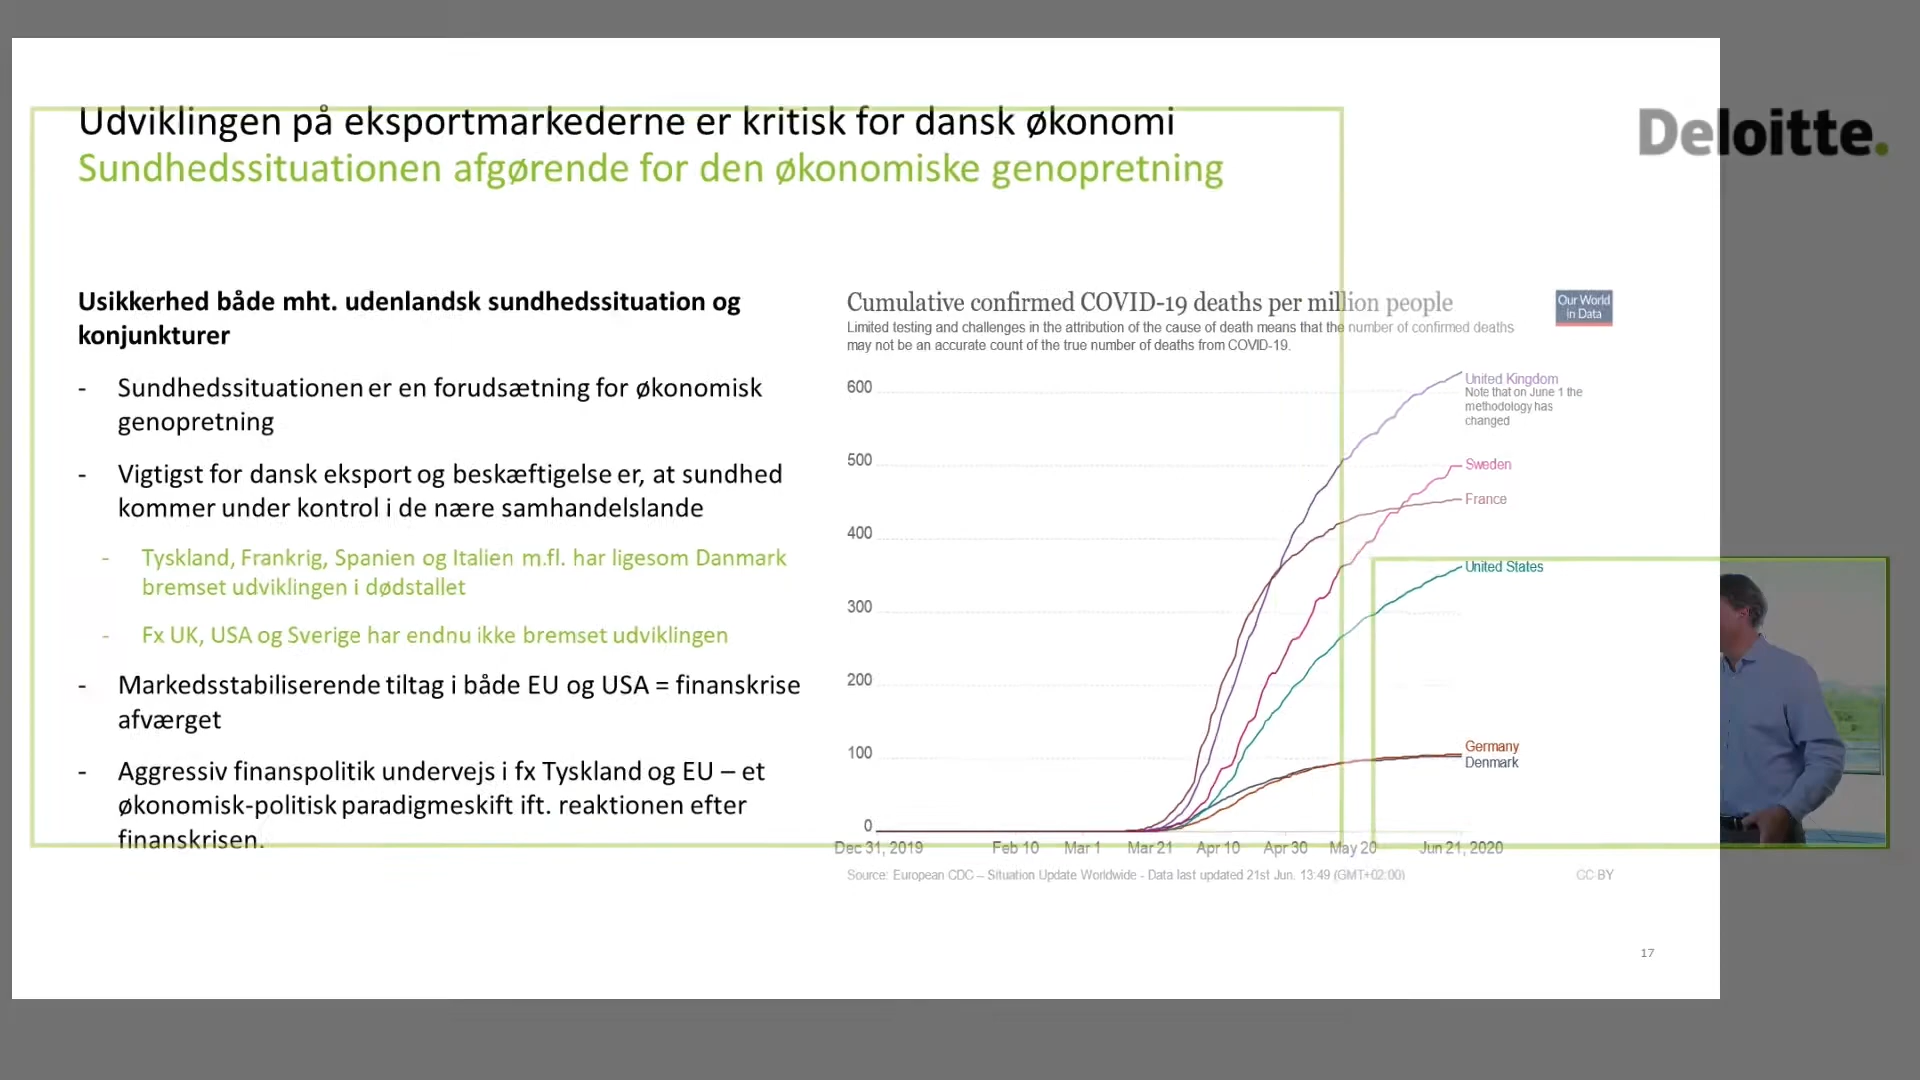 Udviklingen på eksportmarkederne er kritisk for dansk økonomi
Sundhedssituationen afgørende for den økonomiske genopretning
Deloitte.
Usikkerhed både mht. udenlandsk sundhedssituation og
konjunkturer
- Sundhedssituationen er en forudsætning for økonomisk
genopretning
- Vigtigst for dansk eksport og beskæftigelse er, at sundhed
kommer under kontrol i de nære samhandelslande
- Tyskland, Frankrig, Spanien og Italien m.fl. har ligesom Danmark
bremset udviklingen i dødstallet
- Fx UK, USA og Sverige har endnu ikke bremset udviklingen
- Markedsstabiliserende tiltag i både EU og USA = finanskrise
afværget
- Aggressiv finanspolitik undervejs i fx Tyskland og EU – et
økonomisk-politisk paradigmeskift ift. reaktionen efter
finanskrisen.
Cumulative confirmed COVID-19 deaths per million people
Limited testing and challenges in the attribution of the cause of death means that the number of confirmed deaths
may not be an accurate count of the true number of deaths from COVID-19.
Our World
in Data
600
500
400
300
200
100
0
United Kingdom
Note that on June 1 the
methodology has
changed
Sweden
France
United States
Germany
Denmark
Dec 31, 2019 Feb 10 Mar 1 Mar 21 Apr 10 Apr 30 May 20 Jun 21, 2020
Source: European CDC – Situation Update Worldwide - Data last updated 21st Jun. 13:49 (GMT+02:00)
CC BY
17